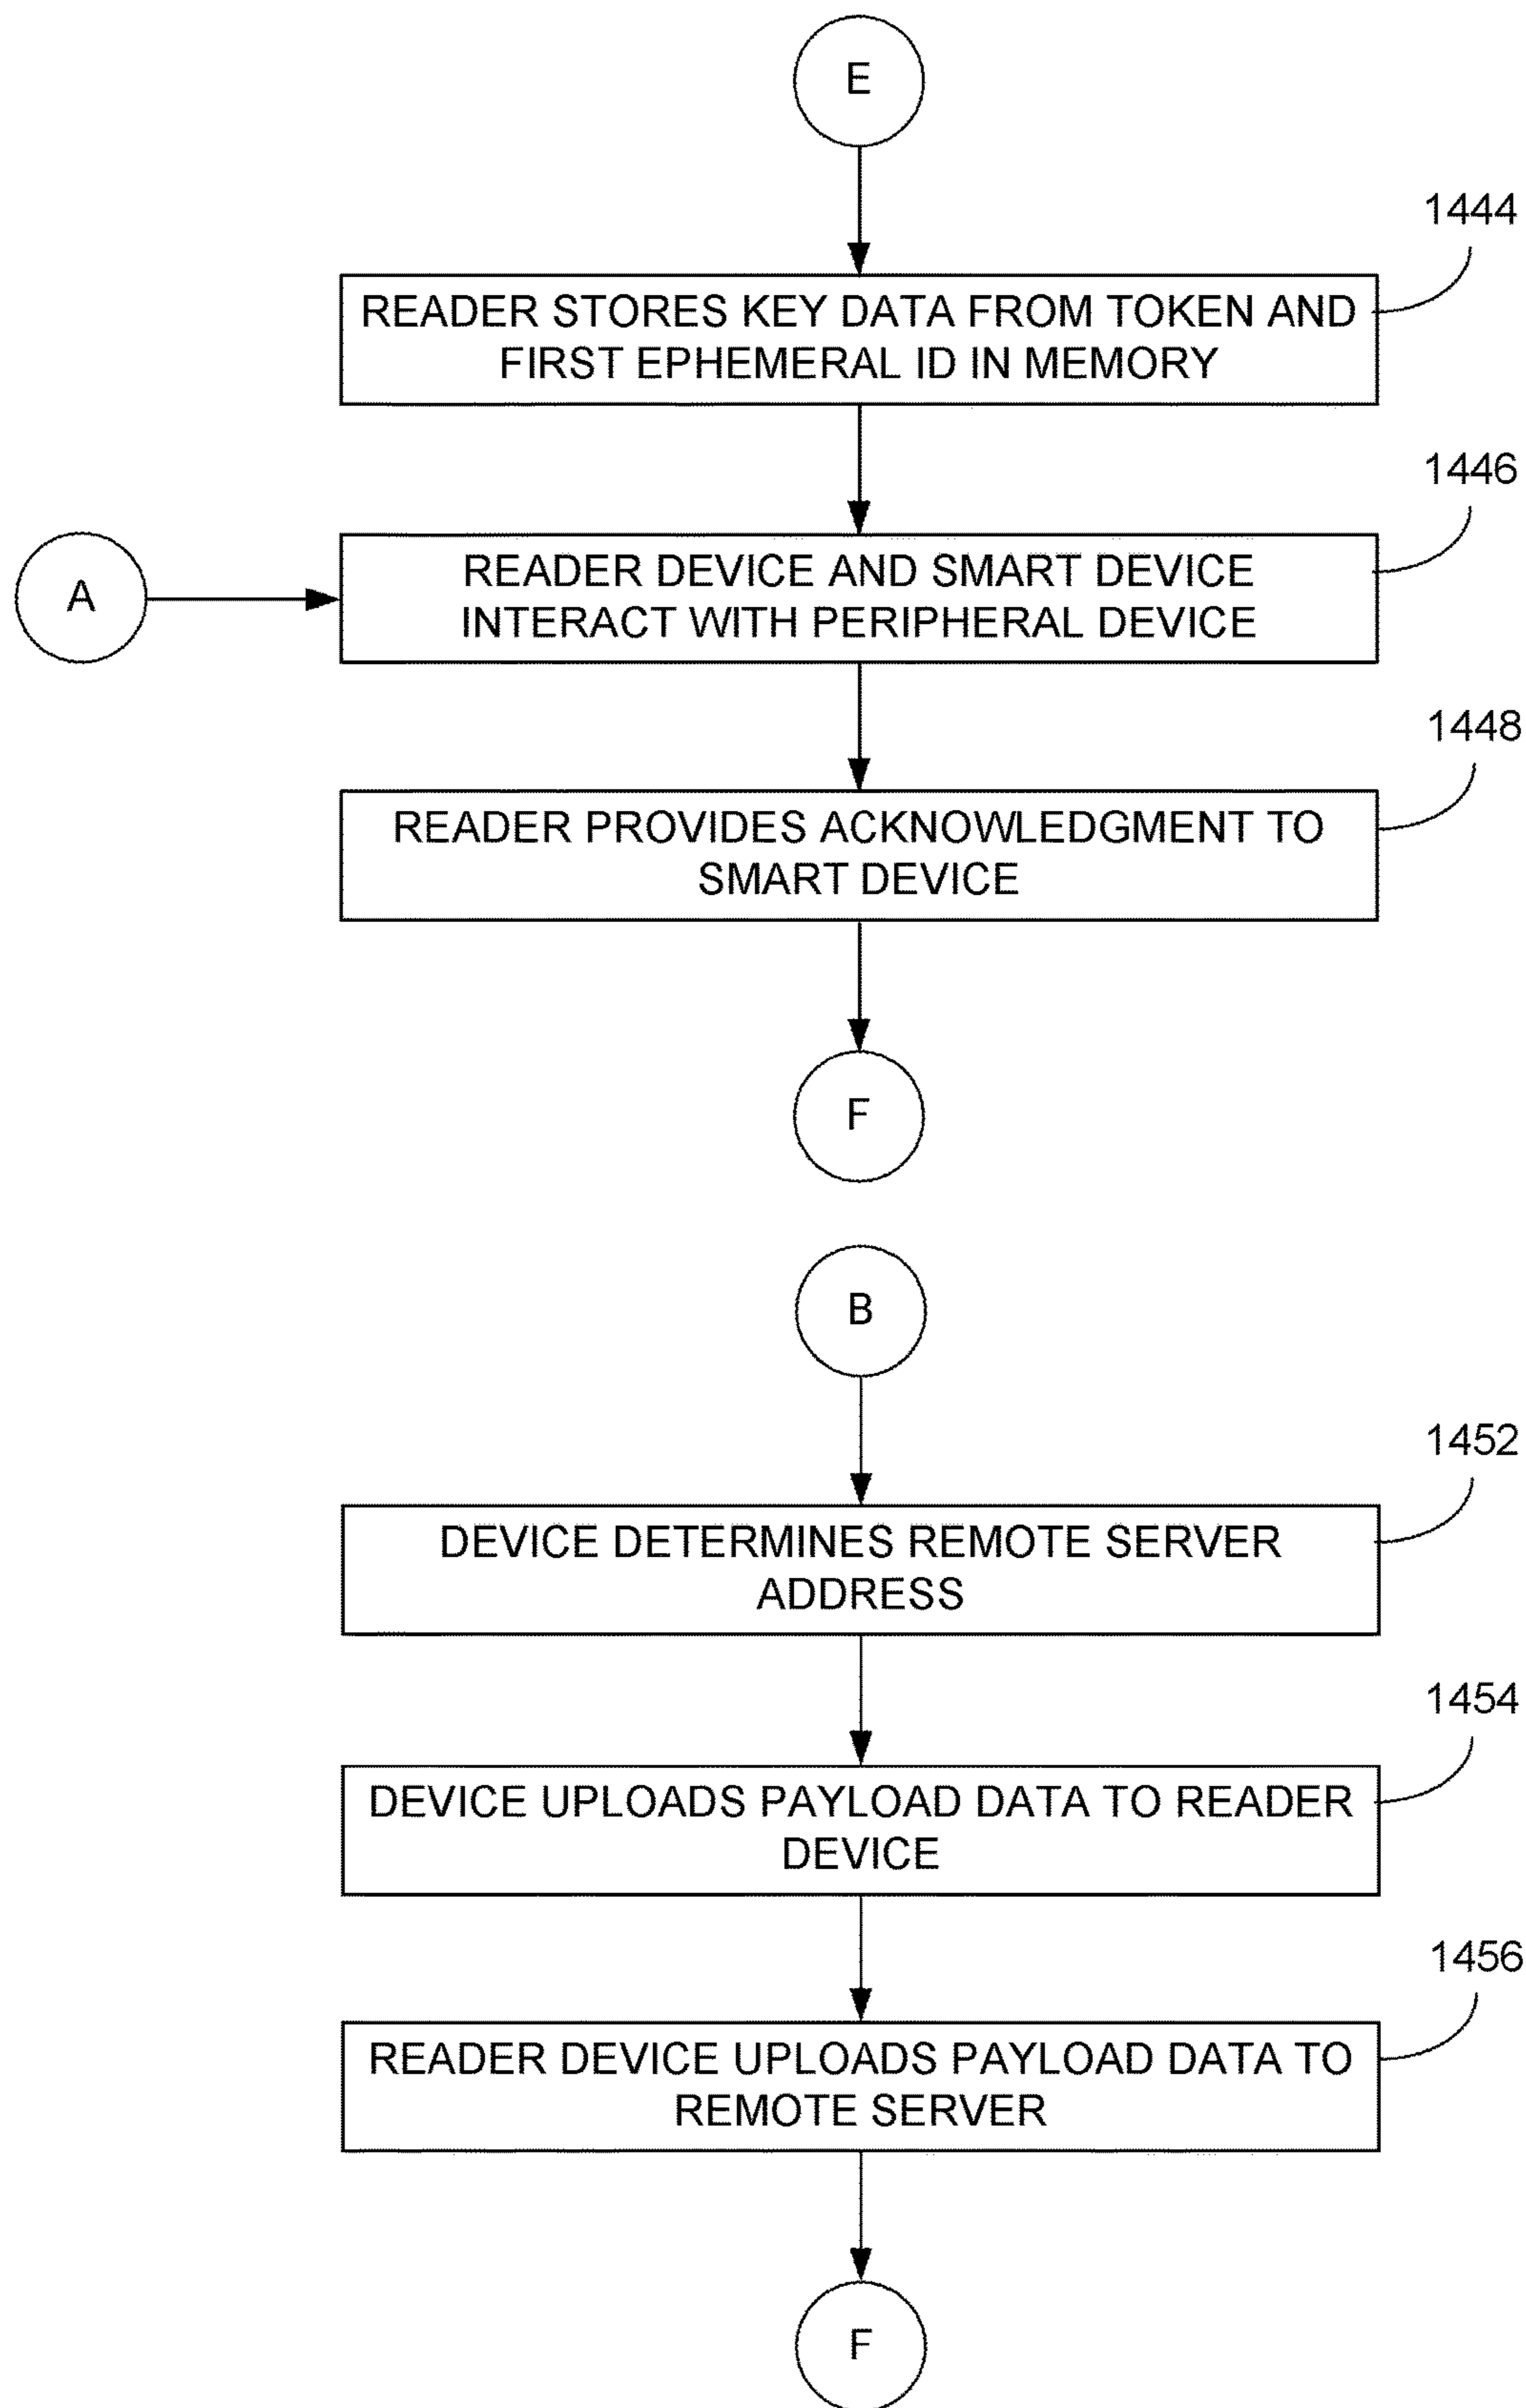 E
1444
READER STORES KEY DATA FROM TOKEN AND
FIRST EPHEMERAL ID IN MEMORY
1446
A
READER DEVICE AND SMART DEVICE
INTERACT WITH PERIPHERAL DEVICE
1448
READER PROVIDES ACKNOWLEDGMENT TO
SMART DEVICE
F
B
1452
DEVICE DETERMINES REMOTE SERVER
ADDRESS
1454
DEVICE UPLOADS PAYLOAD DATA TO READER
DEVICE
1456
READER DEVICE UPLOADS PAYLOAD DATA TO
REMOTE SERVER
F